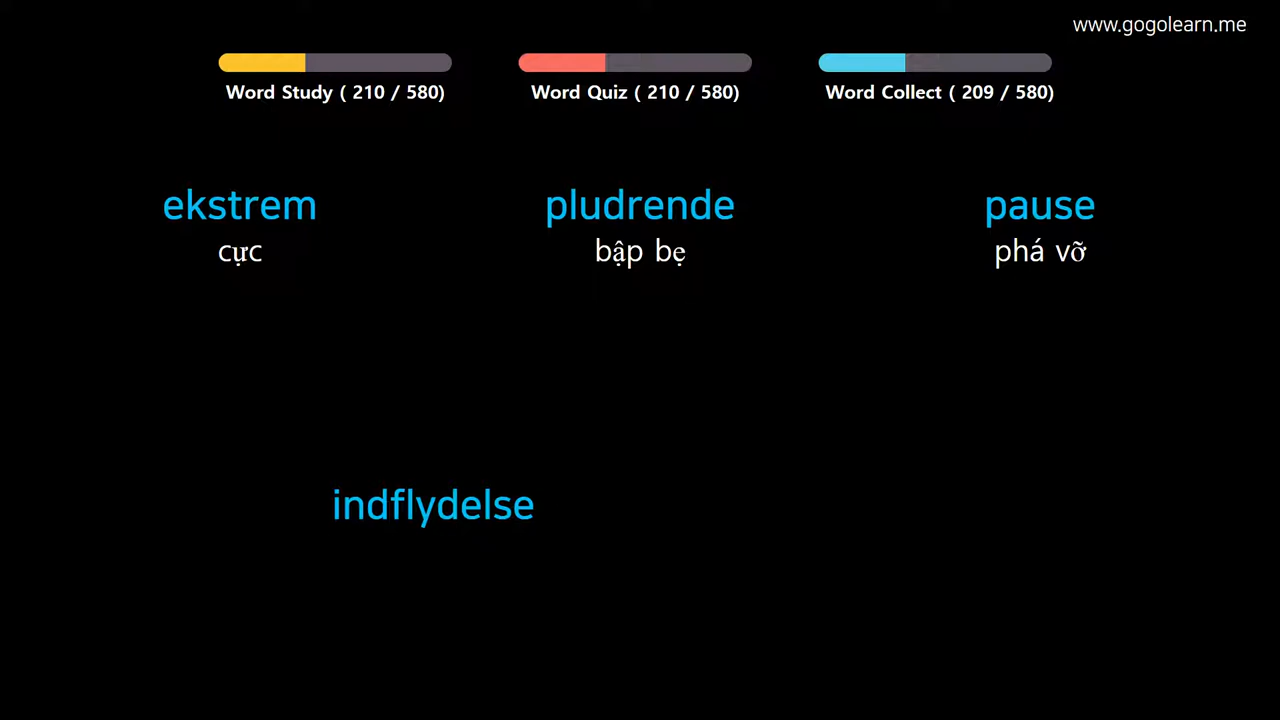 www.gogolearn.me
Word Study ( 210 / 580)
Word Quiz ( 210 / 580)
Word Collect ( 209 / 580)
ekstrem
cực
pludrende
bập bẹ
pause
phá vỡ
indflydelse